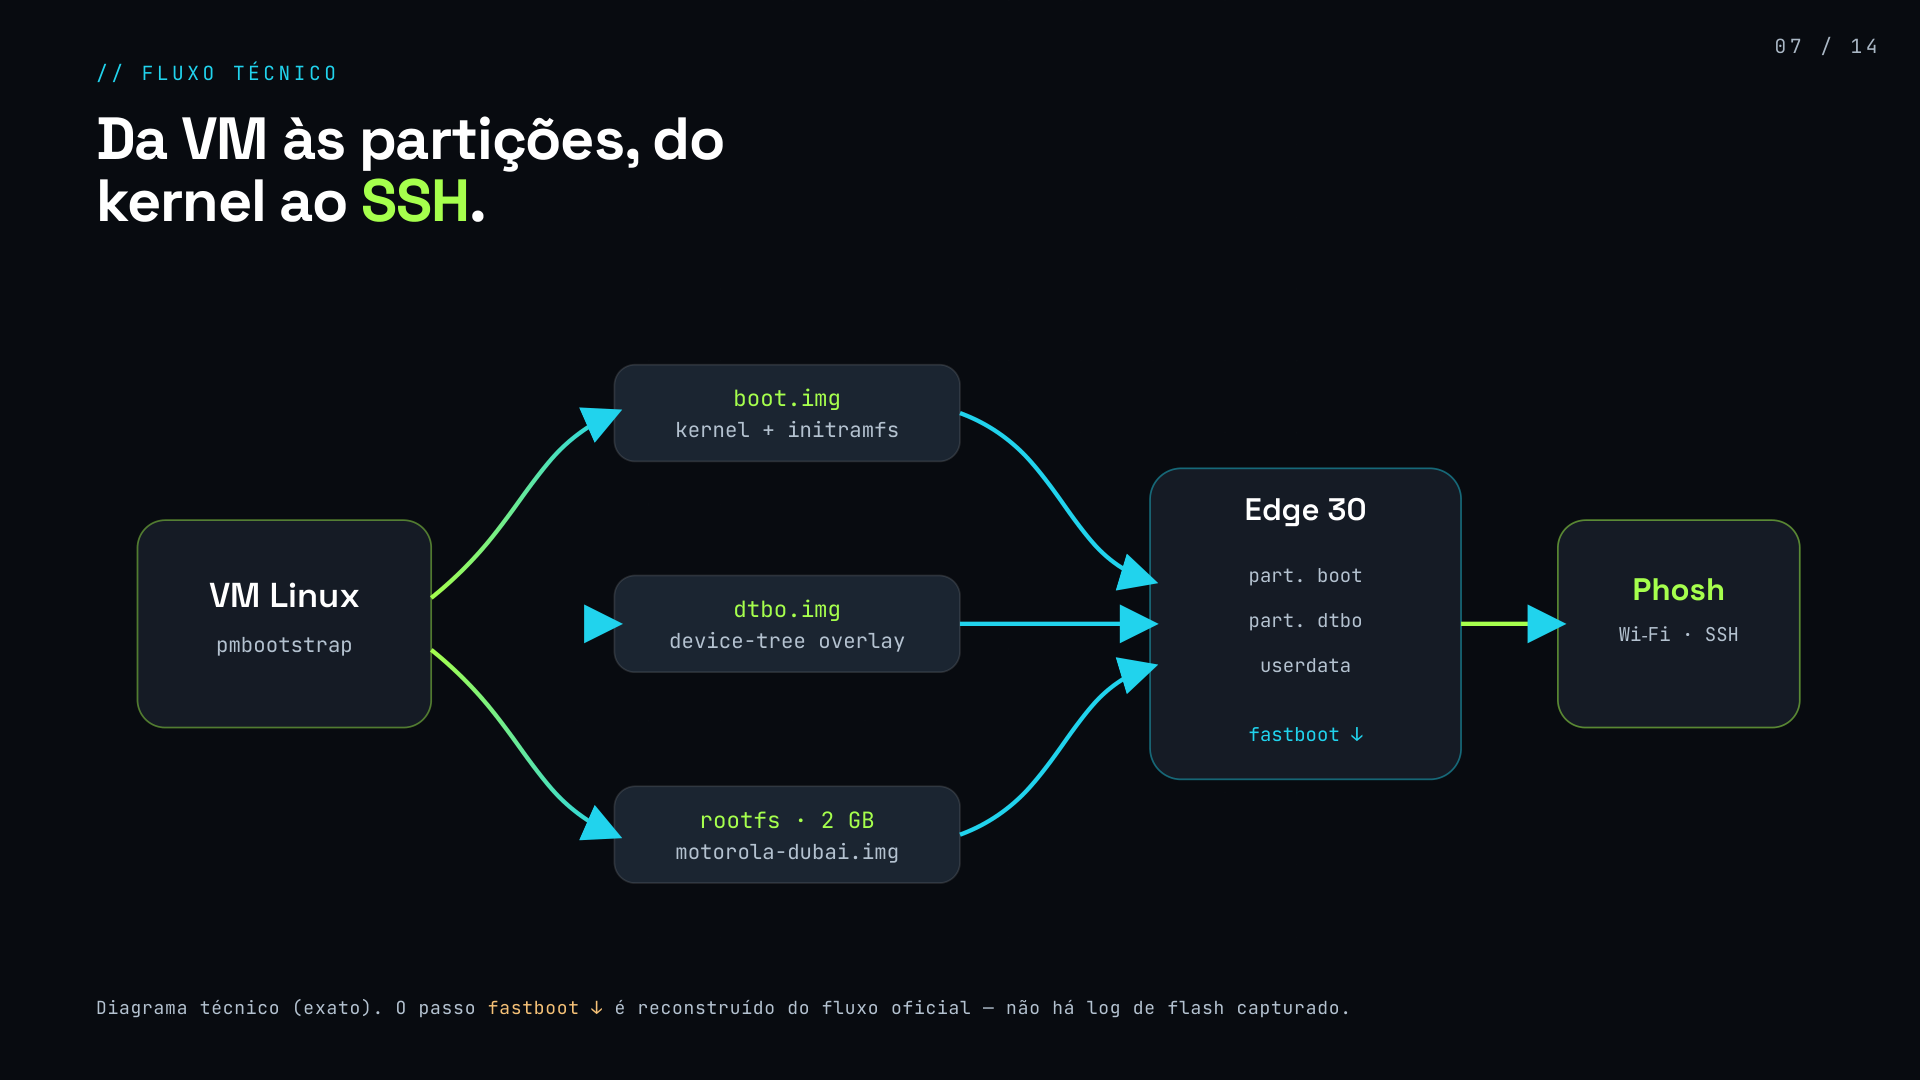 07 / 14
// FLUXO TÉCNICO
Da VM às partições, do
kernel ao SSH.
VM Linux
pmbootstrap
boot.img
kernel + initramfs
dtbo.img
device-tree overlay
rootfs · 2 GB
motorola-dubai.img
Edge 30
part. boot
part. dtbo
userdata
fastboot ↓
Phosh
Wi-Fi · SSH
Diagrama técnico (exato). O passo fastboot ↓ é reconstruído do fluxo oficial — não há log de flash capturado.